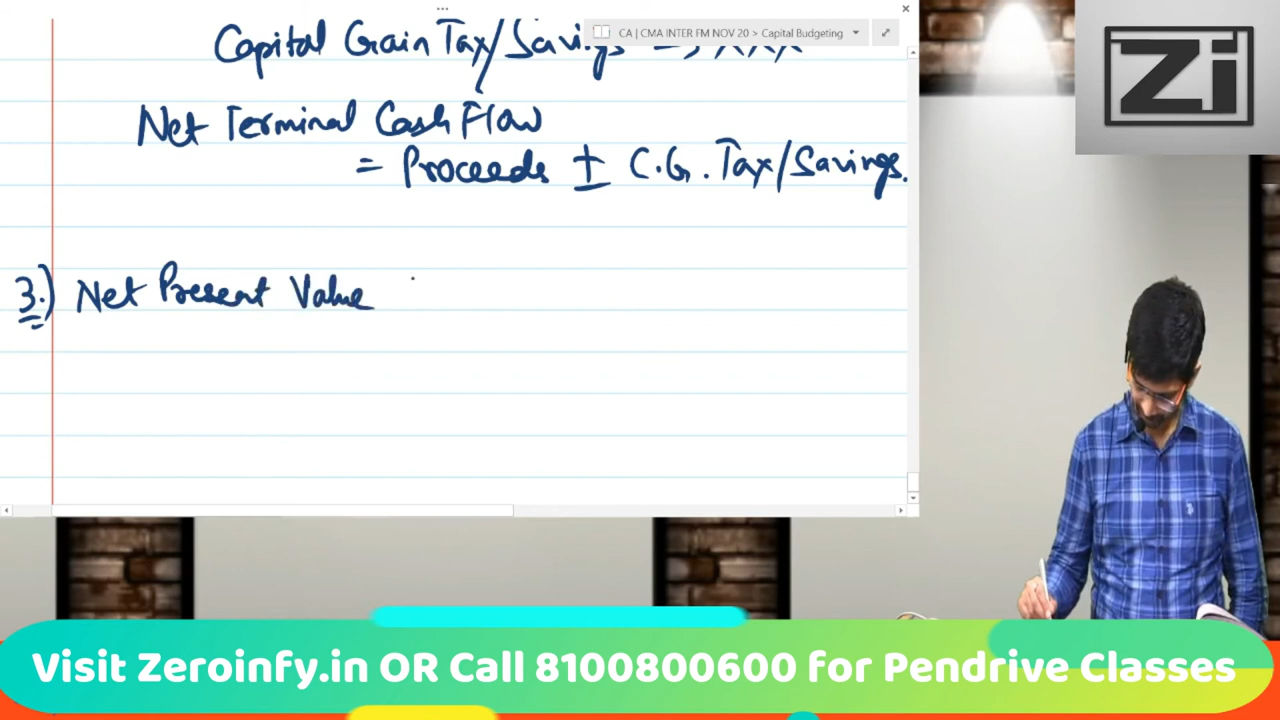 CA | CMA INTER FM NOV 20 > Capital Budgeting
Capital Gain Tax/Savings
Net Terminal Cash Flow
= Proceeds ± C.G. Tax/Savings.
3.) Net Present Value
Zi
Visit Zeroinfy.in OR Call 8100800600 for Pendrive Classes